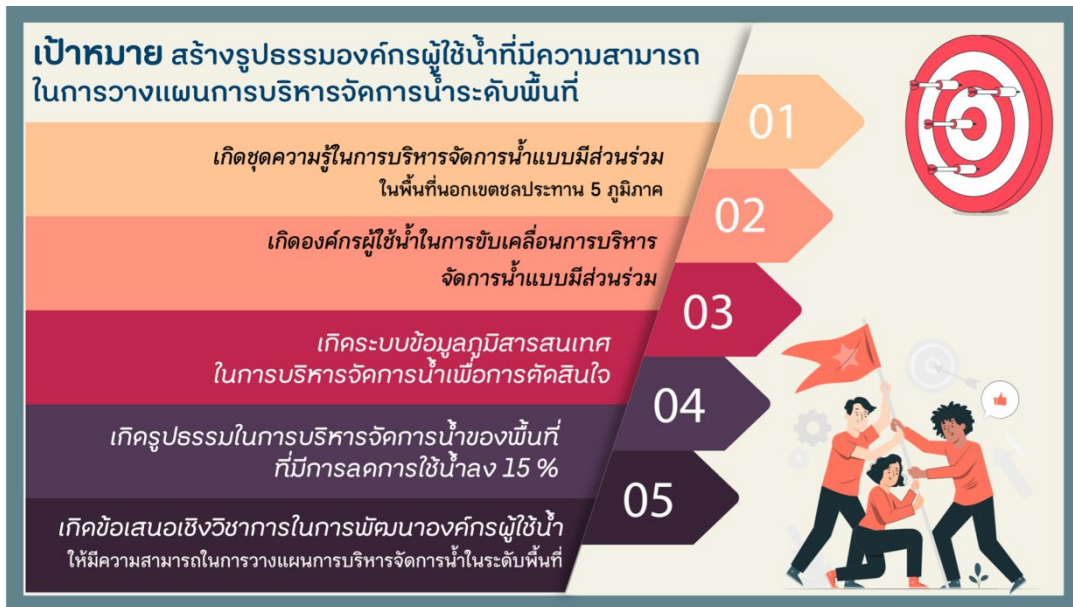 เป้าหมาย สร้างรูปธรรมองค์กรผู้ใช้น้ำที่มีความสามารถ
ในการวางแผนการบริหารจัดการน้ำระดับพื้นที่
01
เกิดชุดความรู้ในการบริหารจัดการน้ำแบบมีส่วนร่วม
ในพื้นที่นอกเขตชลประทาน 5 ภูมิภาค
02
เกิดองค์กรผู้ใช้น้ำในการขับเคลื่อนการบริหาร
จัดการน้ำแบบมีส่วนร่วม
03
เกิดระบบข้อมูลภูมิสารสนเทศ
ในการบริหารจัดการน้ำเพื่อการตัดสินใจ
04
เกิดรูปธรรมในการบริหารจัดการน้ำของพื้นที่
ที่มีการลดการใช้น้ำลง 15 %
05
เกิดข้อเสนอเชิงวิชาการในการพัฒนาองค์กรผู้ใช้น้ำ
ให้มีความสามารถในการวางแผนการบริหารจัดการน้ำในระดับพื้นที่